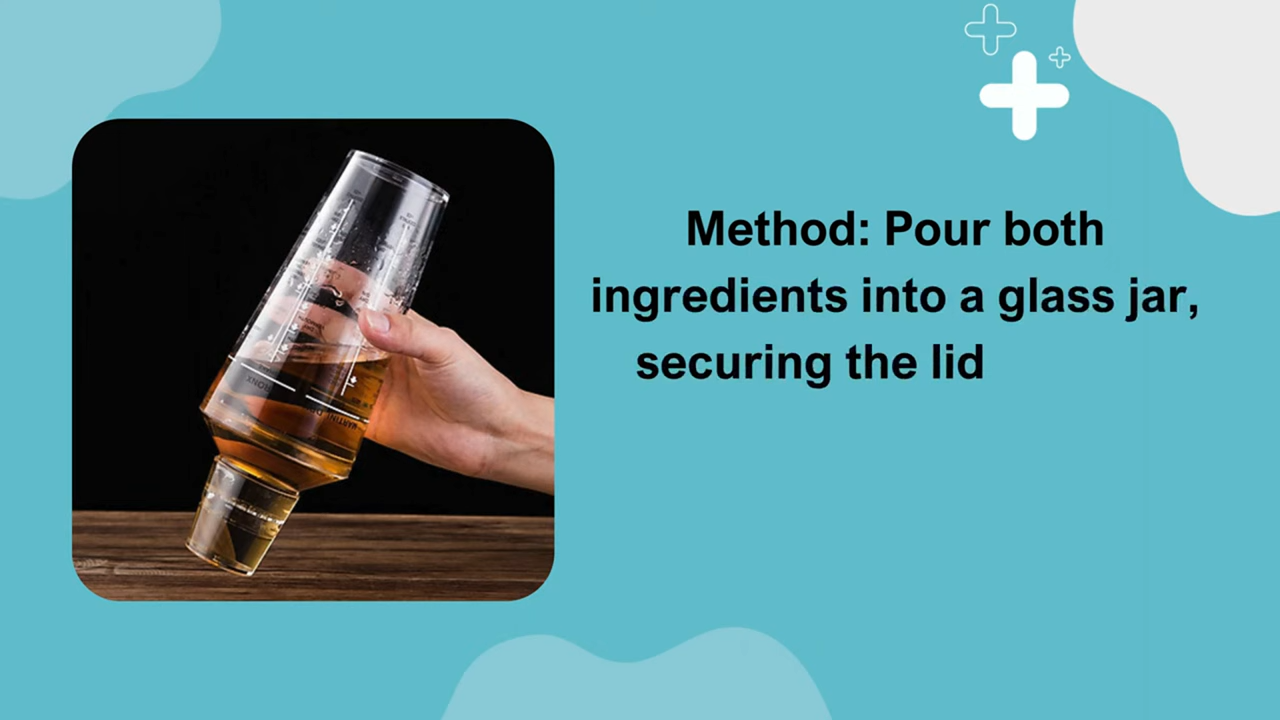 Method: Pour both
ingredients into a glass jar,
securing the lid